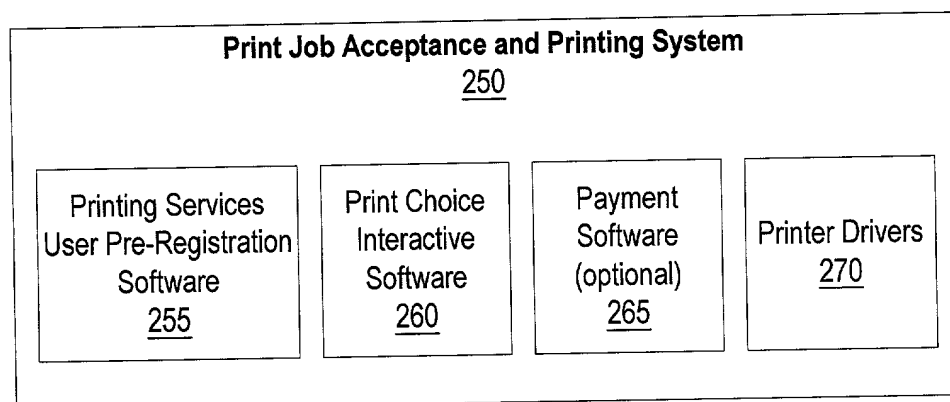 Print Job Acceptance and Printing System
250
Printing Services
User Pre-Registration
Software
255
Print Choice
Interactive
Software
260
Payment
Software
(optional)
265
Printer Drivers
270